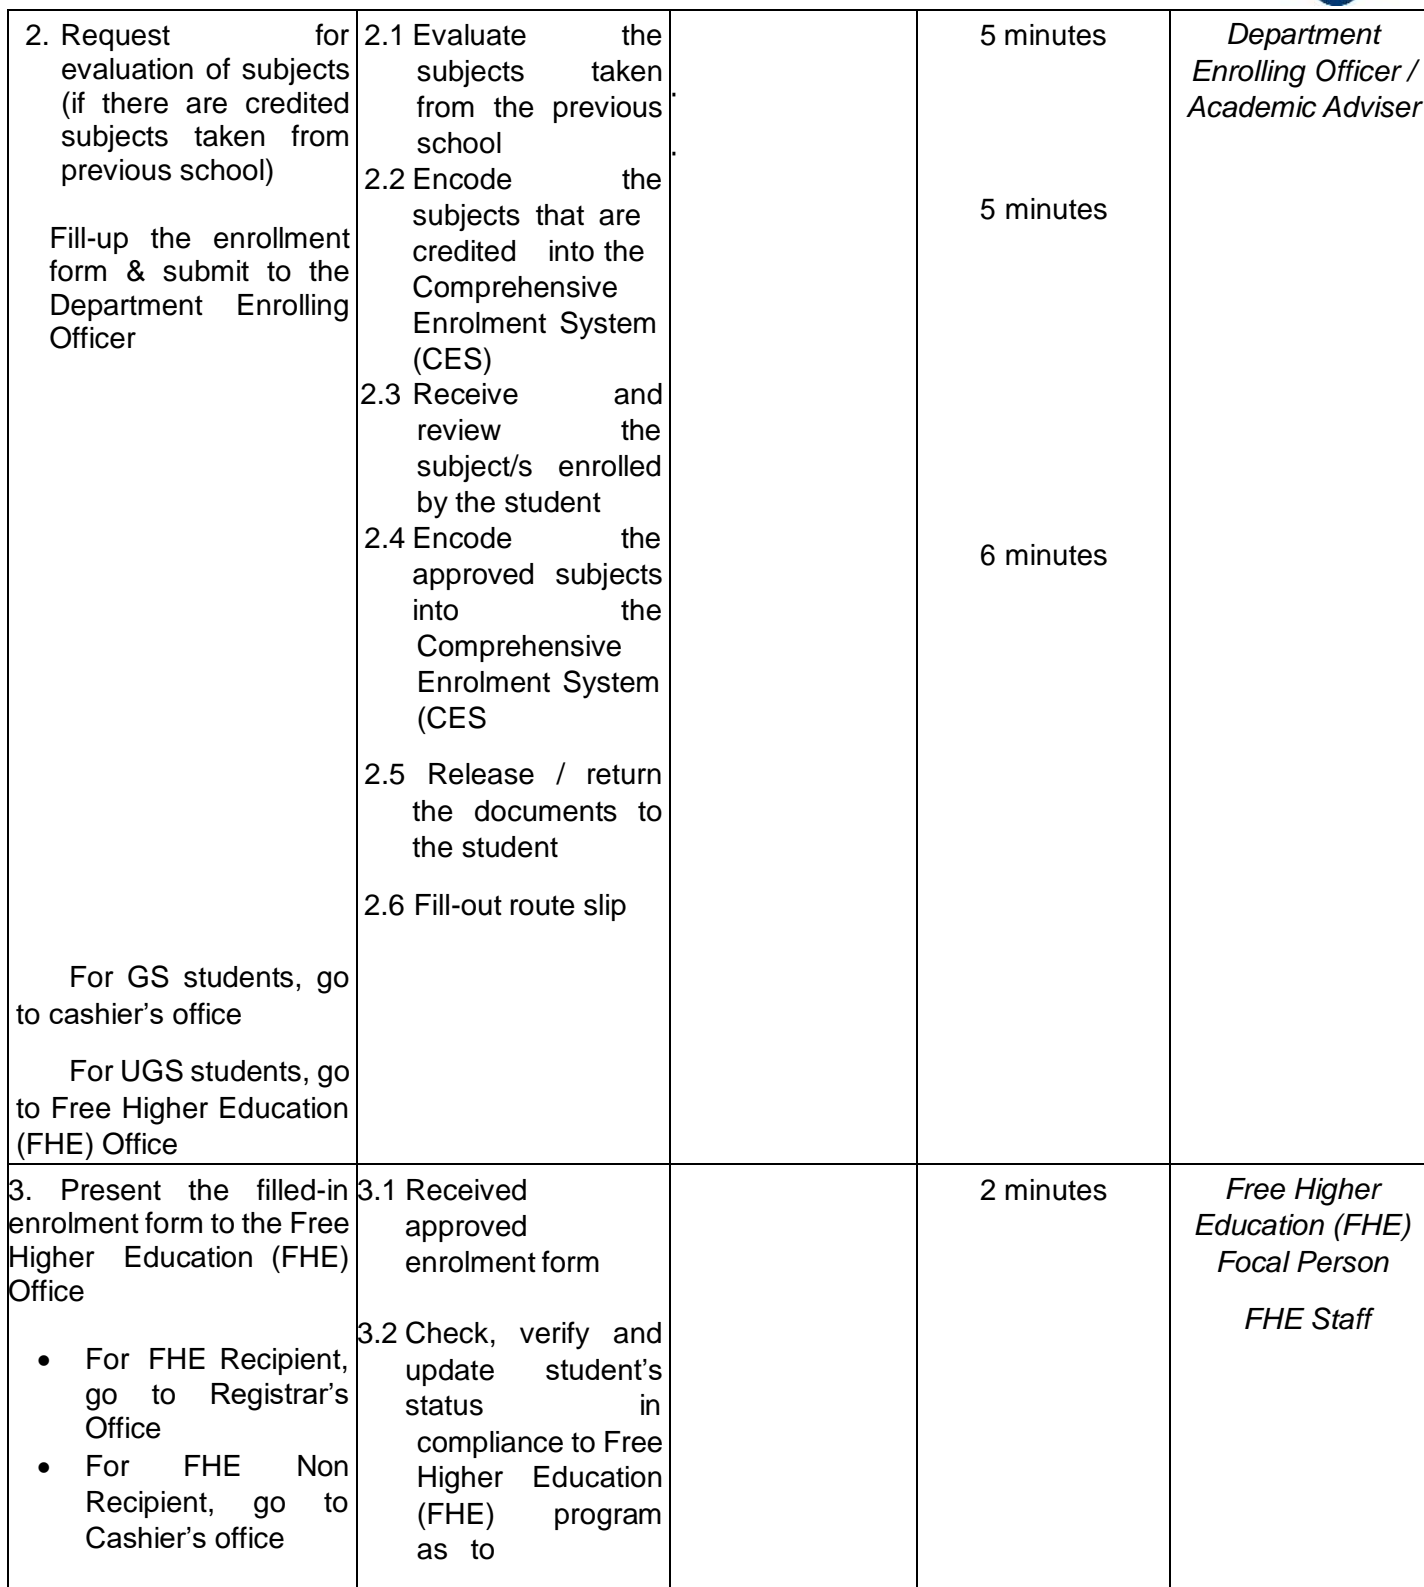 2. Request for
evaluation of subjects
(if there are credited
subjects taken from
previous school)
Fill-up the enrollment
form & submit to the
Department Enrolling
Officer
For GS students, go
to cashier’s office
For UGS students, go
to Free Higher Education
(FHE) Office
2.1 Evaluate the
subjects taken
from the previous
school
2.2 Encode the
subjects that are
credited into the
Comprehensive
Enrolment System
(CES)
2.3 Receive and
review the
subject/s enrolled
by the student
2.4 Encode the
approved subjects
into the
Comprehensive
Enrolment System
(CES
2.5 Release / return
the documents to
the student
2.6 Fill-out route slip
.
.
5 minutes
5 minutes
6 minutes
Department
Enrolling Officer /
Academic Adviser
3. Present the filled-in
enrolment form to the Free
Higher Education (FHE)
Office
• For FHE Recipient,
go to Registrar’s
Office
• For FHE Non
Recipient, go to
Cashier’s office
3.1 Received
approved
enrolment form
3.2 Check, verify and
update student’s
status in
compliance to Free
Higher Education
(FHE) program
as to
2 minutes
Free Higher
Education (FHE)
Focal Person
FHE Staff